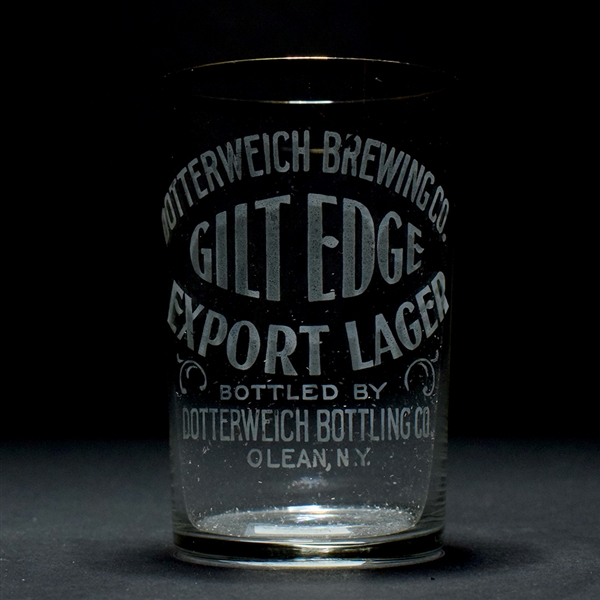 DOTTERWEICH BREWING CO.
GILT EDGE
EXPORT LAGER
BOTTLED BY
DOTTERWEICH BOTTLING CO.
OLEAN, N.Y.